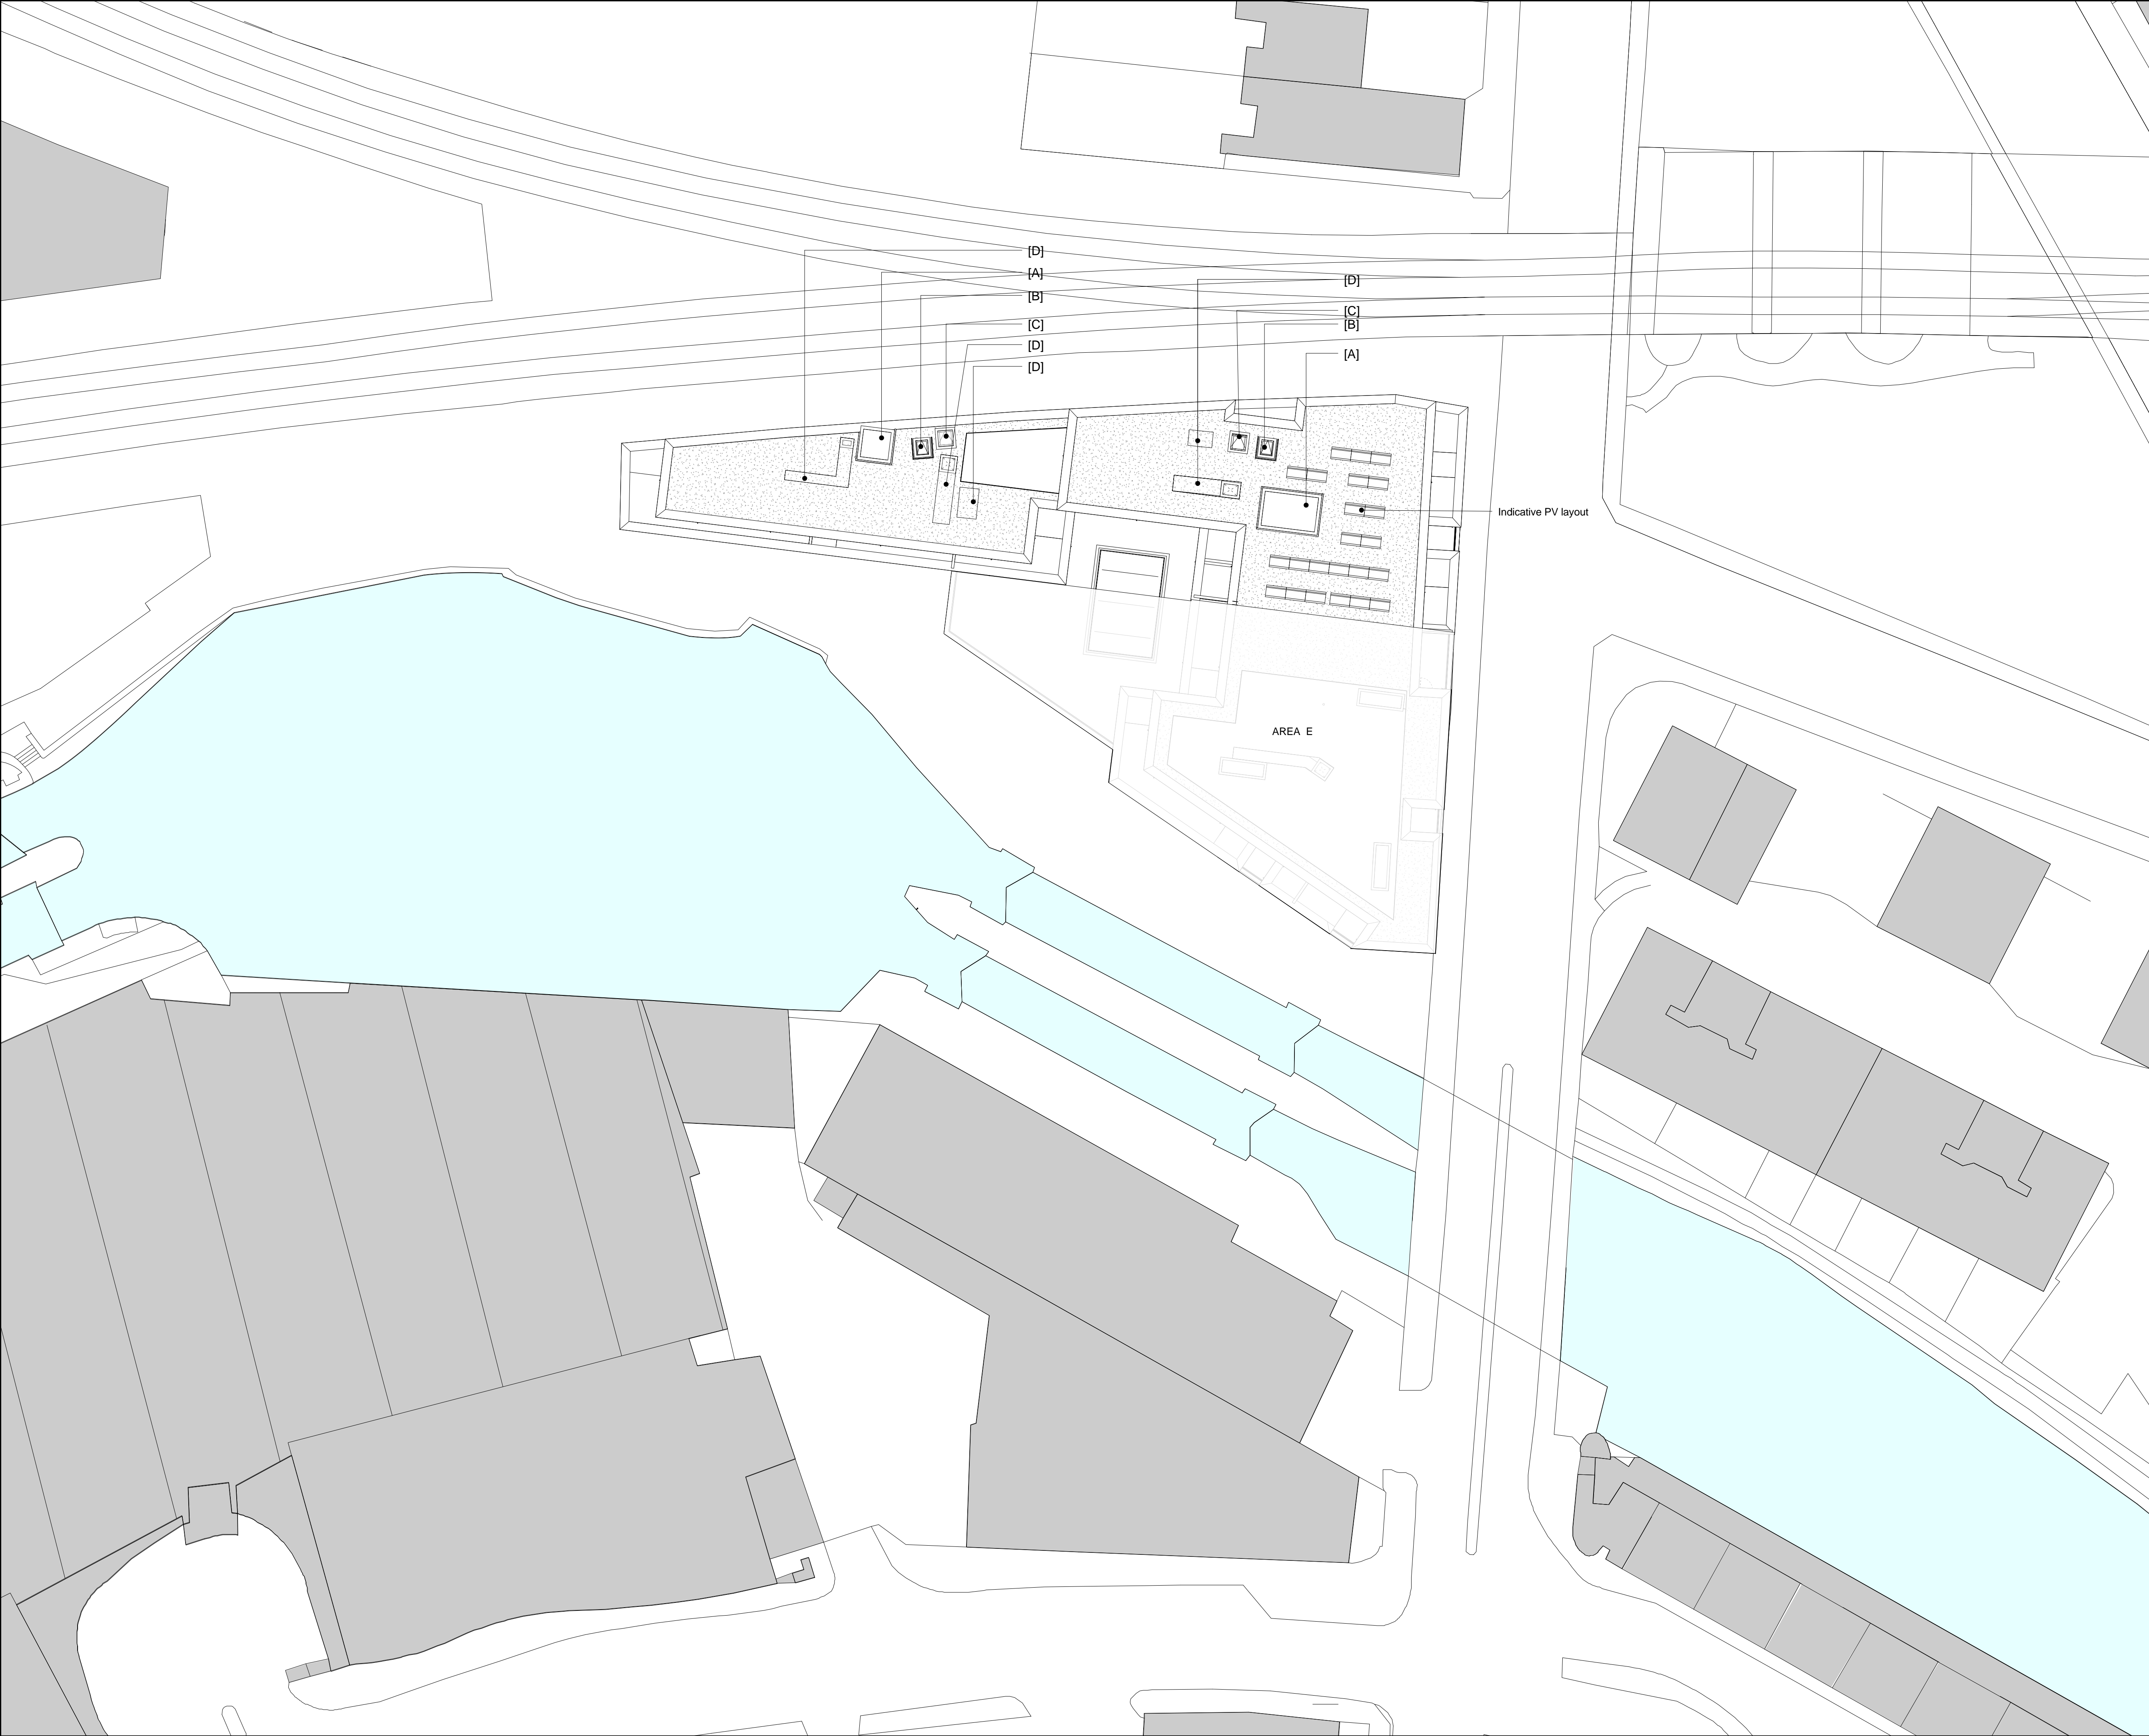 [D]
[A]
[B]
[C]
[D]
[D]
[D]
[C]
[B]
[A]
Indicative PV layout
AREA E